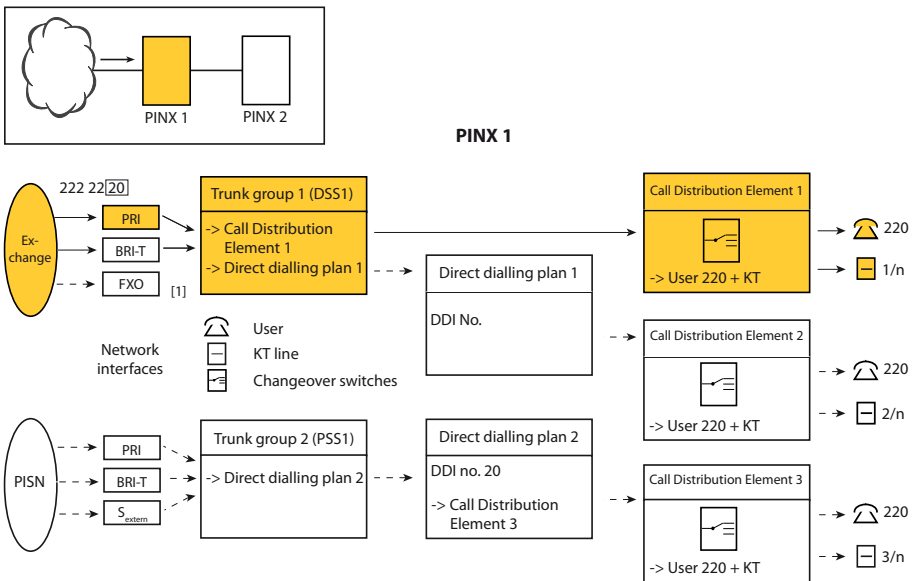 PINX 1
PINX 2
PINX 1
222 22 20
Ex-
change
PRI
BRI-T
FXO
[1]
Trunk group 1 (DSS1)
-> Call Distribution
Element 1
-> Direct dialling plan 1
Direct dialling plan 1
DDI No.
Call Distribution Element 1
-> User 220 + KT
220
1/n
Network
interfaces
User
KT line
Changeover switches
Call Distribution Element 2
-> User 220 + KT
220
2/n
PISN
PRI
BRI-T
Sextern
Trunk group 2 (PSS1)
-> Direct dialling plan 2
Direct dialling plan 2
DDI no. 20
-> Call Distribution
Element 3
Call Distribution Element 3
-> User 220 + KT
220
3/n